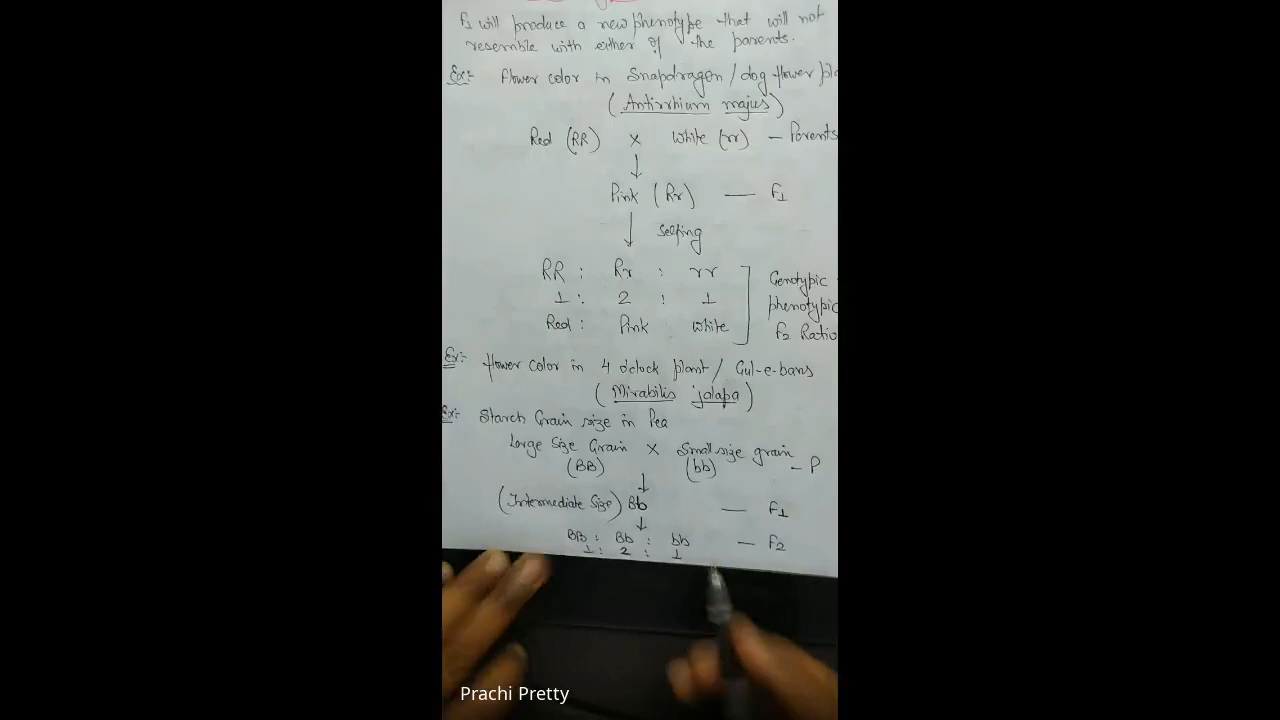 F1 will produce a new phenotype that will not
resemble with either of the parents.
Ex:- flower color in Snapdragon / dog flower pla
(Antirrhium majus)
Red (RR) × White (rr) — Parents
↓
Pink (Rr) — F1
↓ Selfing
RR : Rr : rr
1 : 2 : 1
Red : Pink White
Genotypic
phenotypic
F2 Ratio
Ex:- flower color in 4 o'clock plant / Gul-e-bans
(Mirabilis jalapa)
Ex:- Starch Grain size in Pea
Large Size Grain × Small size grain
(BB) (bb) — P
↓
(Intermediate Size) Bb — F1
↓
BB : Bb : bb — F2
1 : 2 : 1
Prachi Pretty